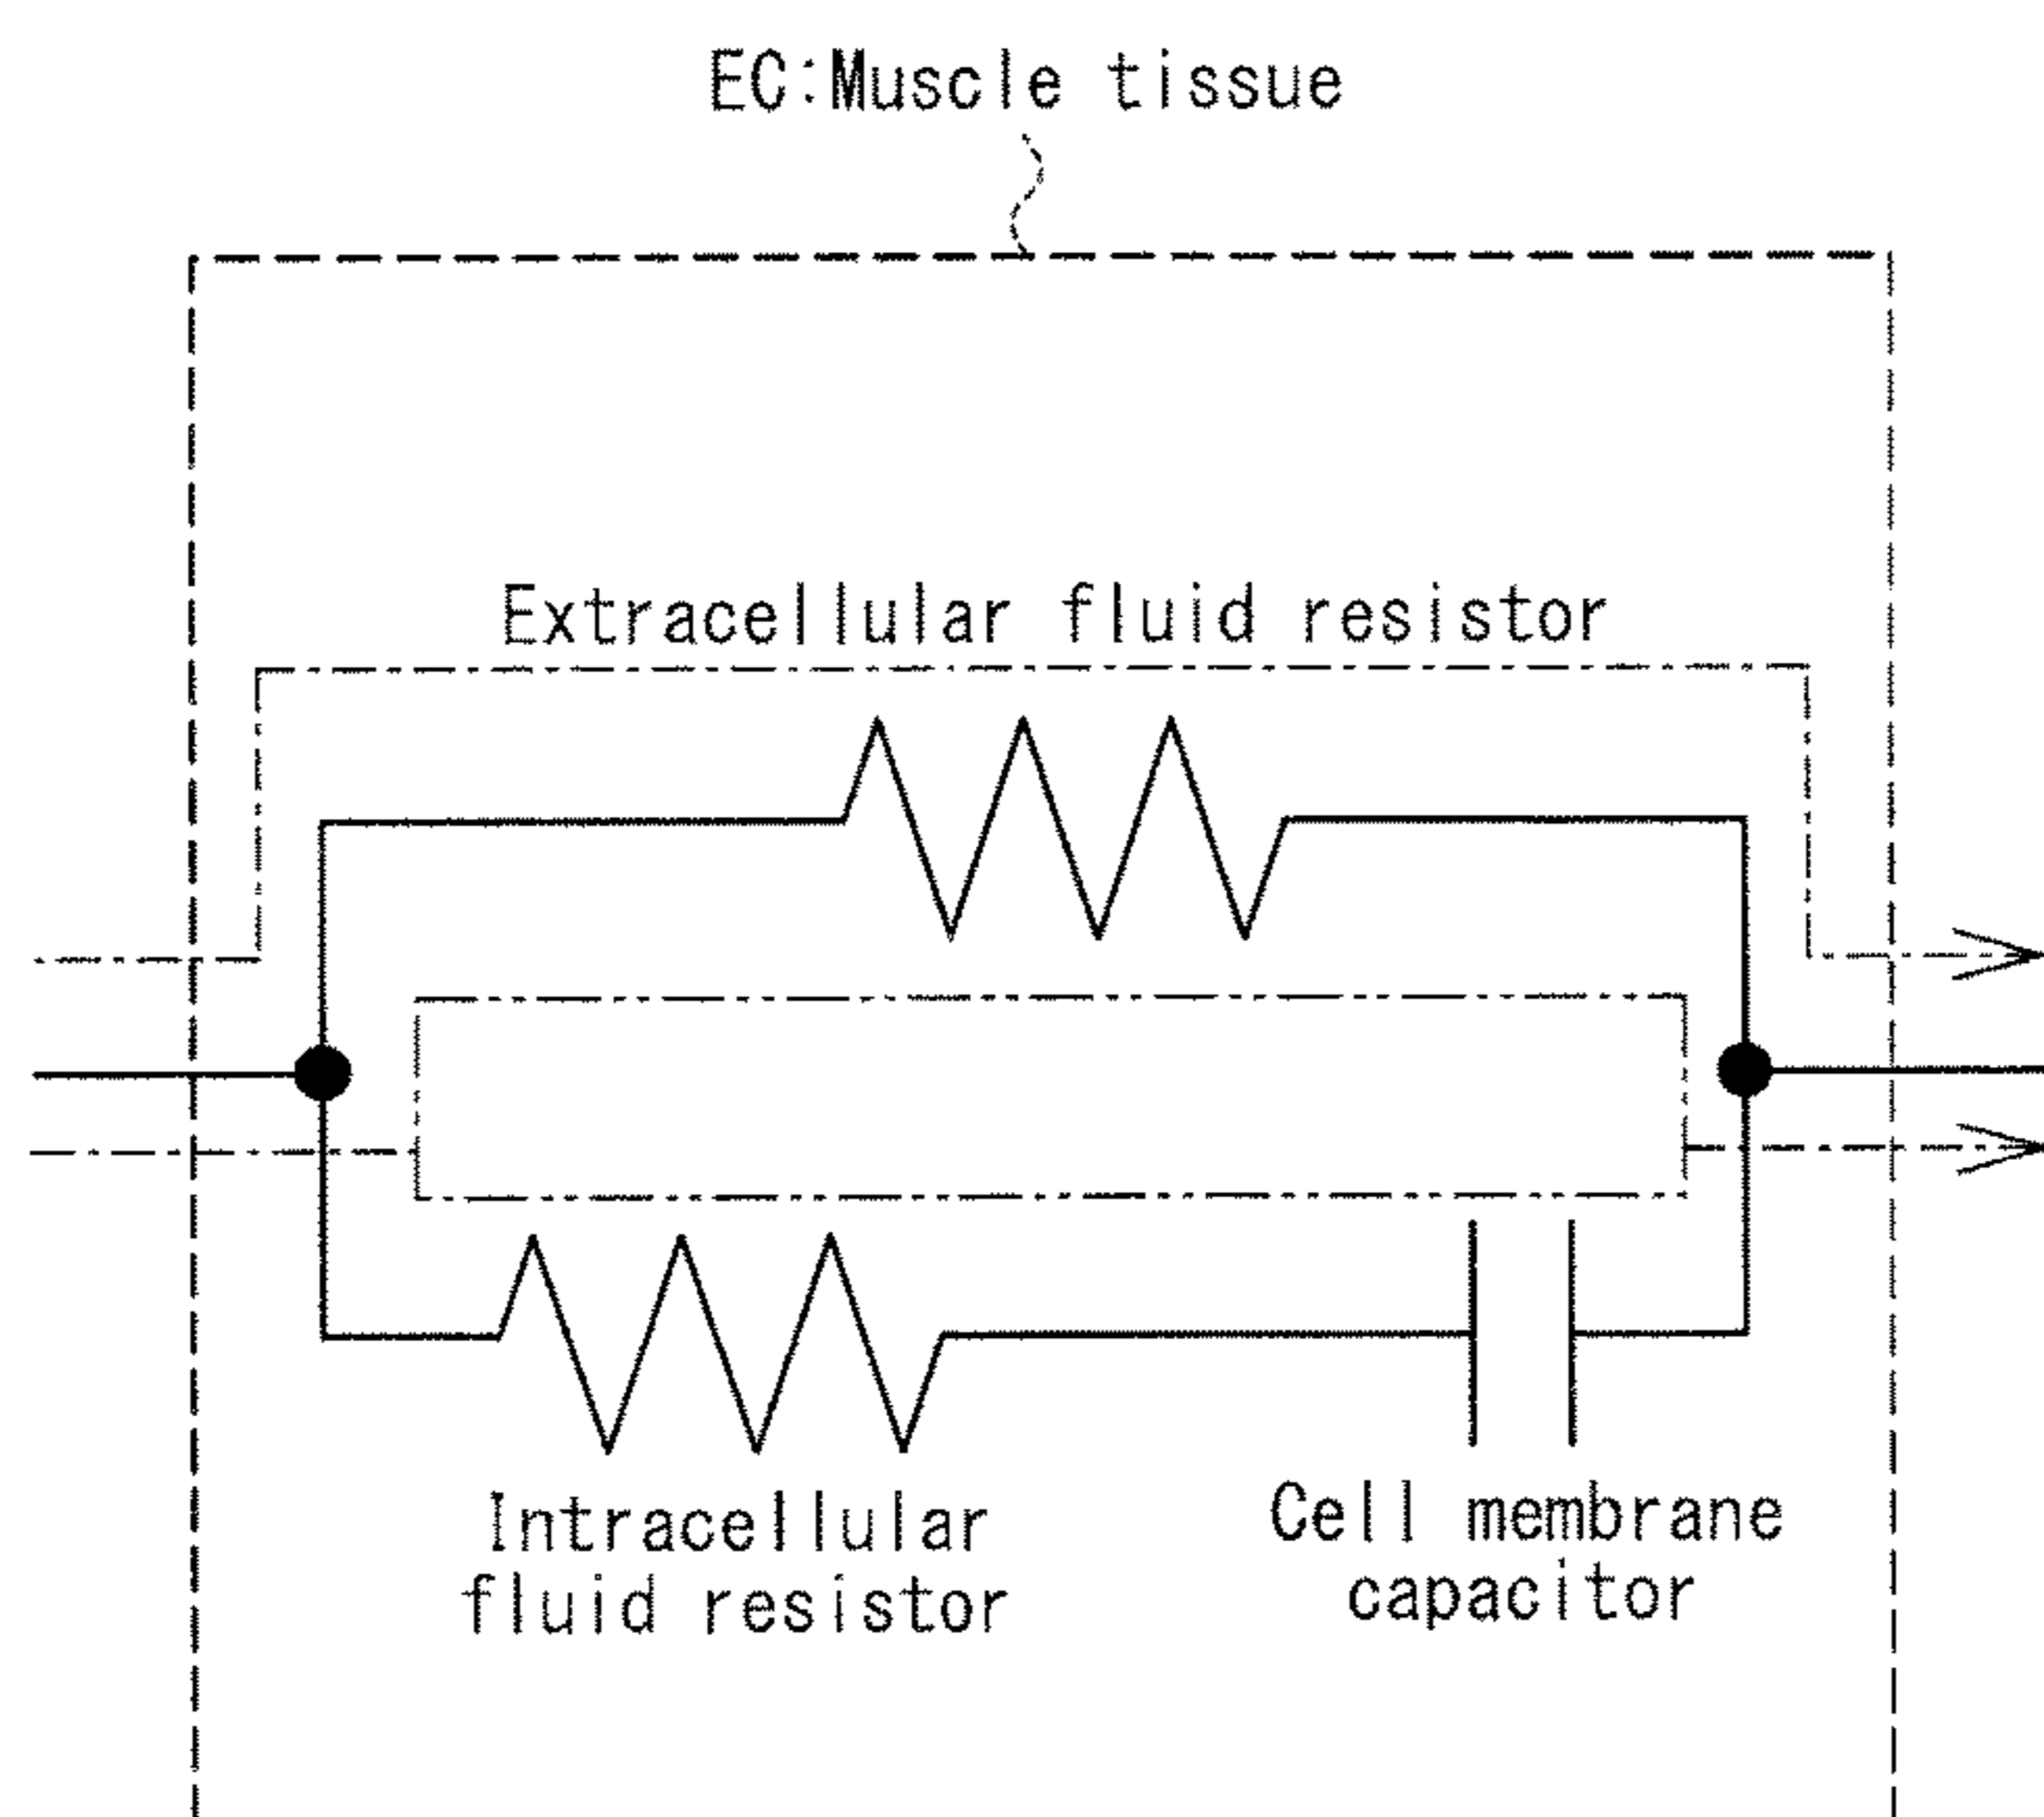 EC:Muscle tissue
Extracellular fluid resistor
Intracellular
fluid resistor
Cell membrane
capacitor